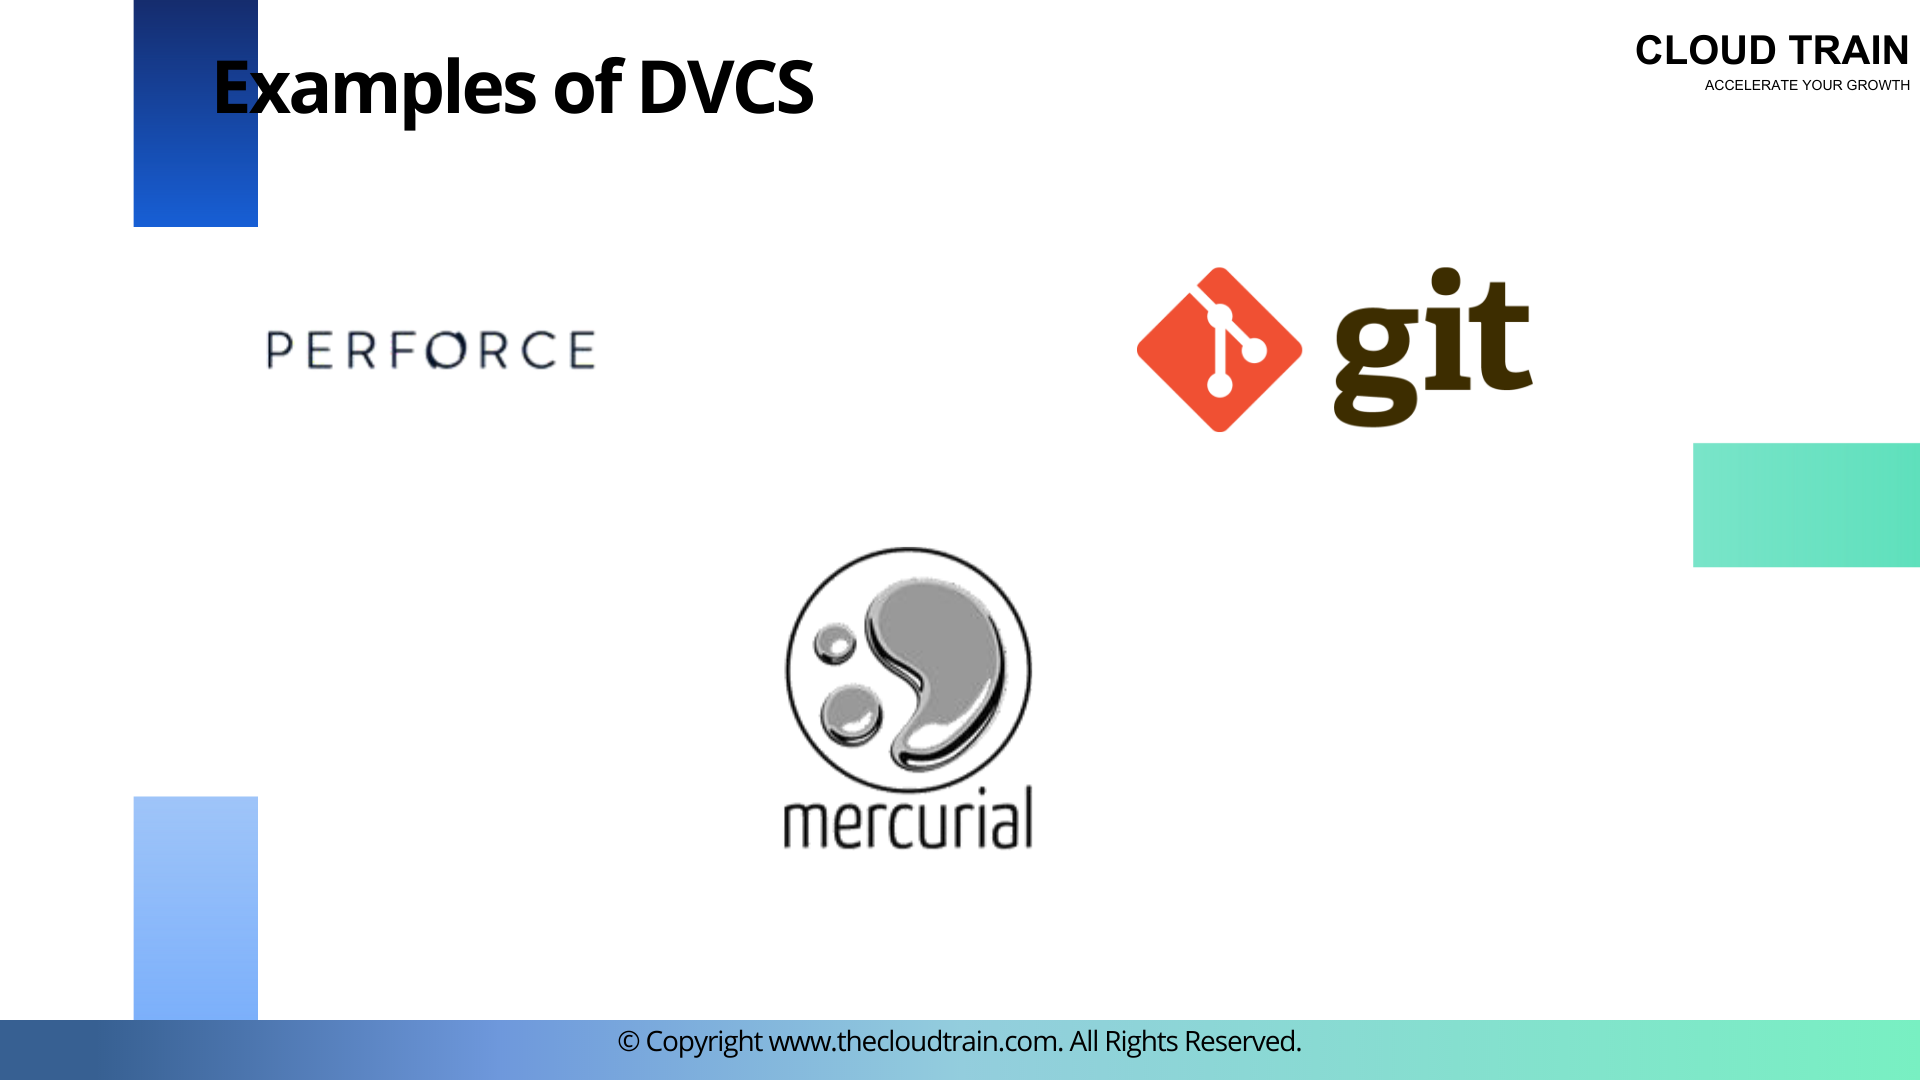 Examples of DVCS
CLOUD TRAIN
ACCELERATE YOUR GROWTH
PERFORCE
git
mercurial
© Copyright www.thecloudtrain.com. All Rights Reserved.